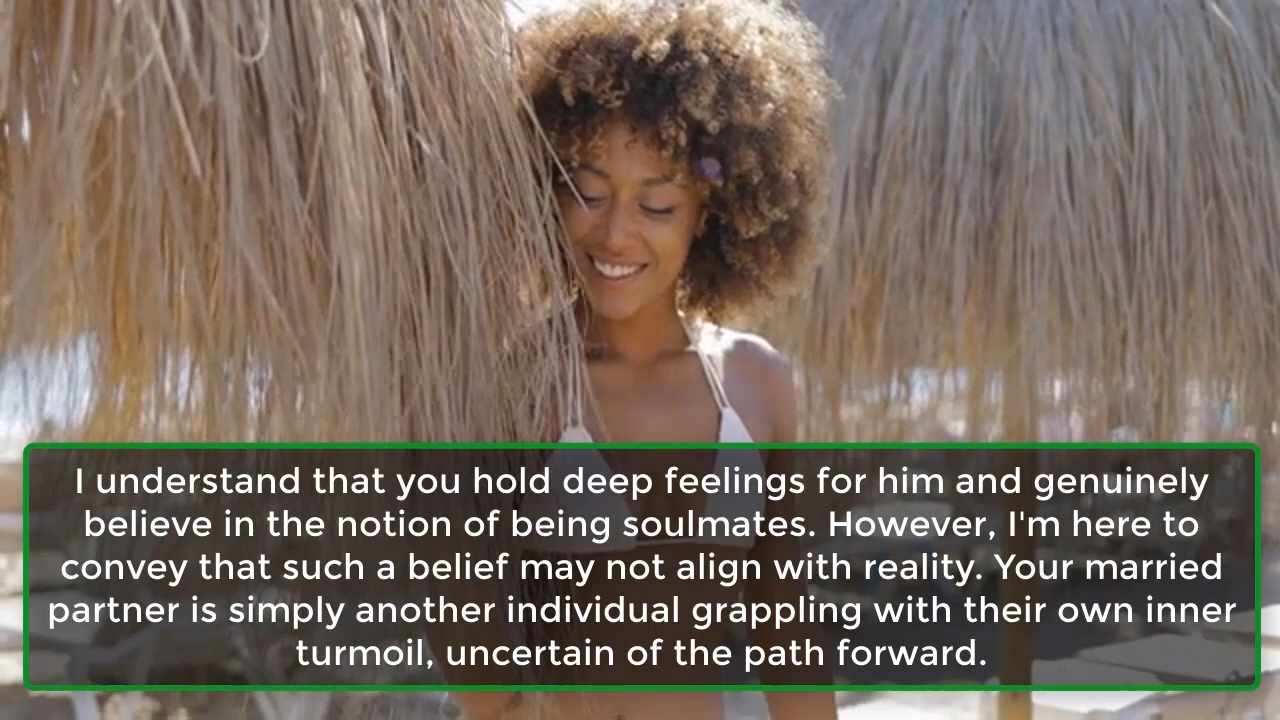 I understand that you hold deep feelings for him and genuinely
believe in the notion of being soulmates. However, I'm here to
convey that such a belief may not align with reality. Your married
partner is simply another individual grappling with their own inner
turmoil, uncertain of the path forward.